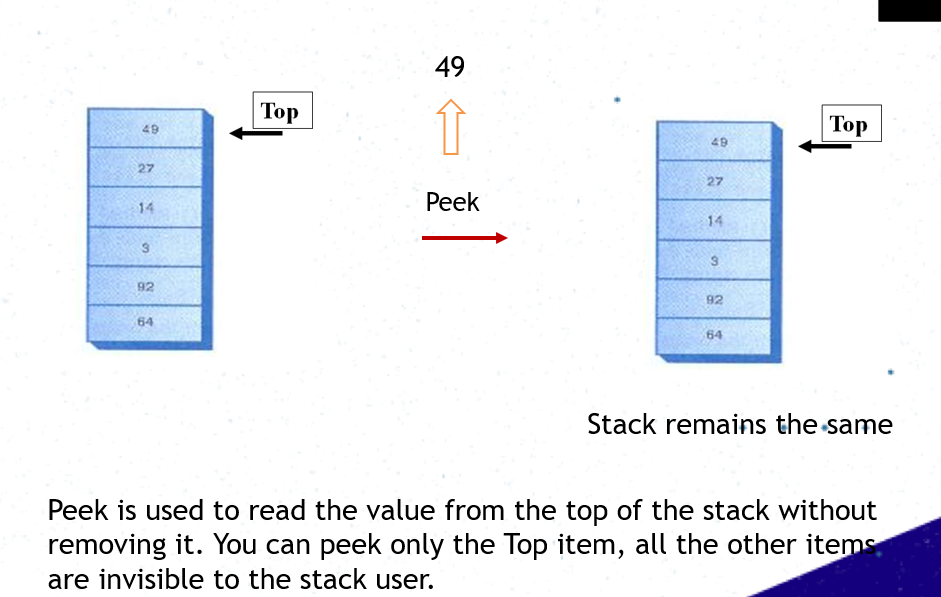 49
Top
49
27
14
3
92
64
Peek
Top
49
27
14
3
92
64
Stack remains the same
Peek is used to read the value from the top of the stack without
removing it. You can peek only the Top item, all the other items
are invisible to the stack user.